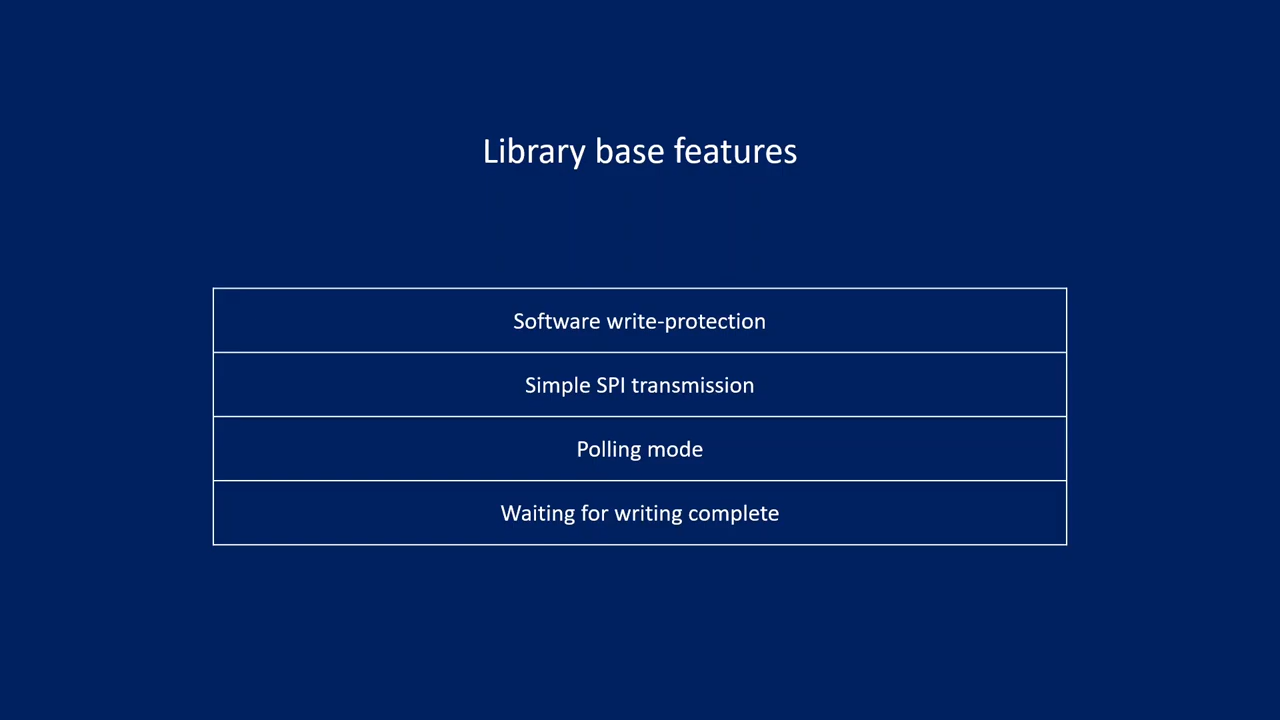 Library base features
Software write-protection
Simple SPI transmission
Polling mode
Waiting for writing complete